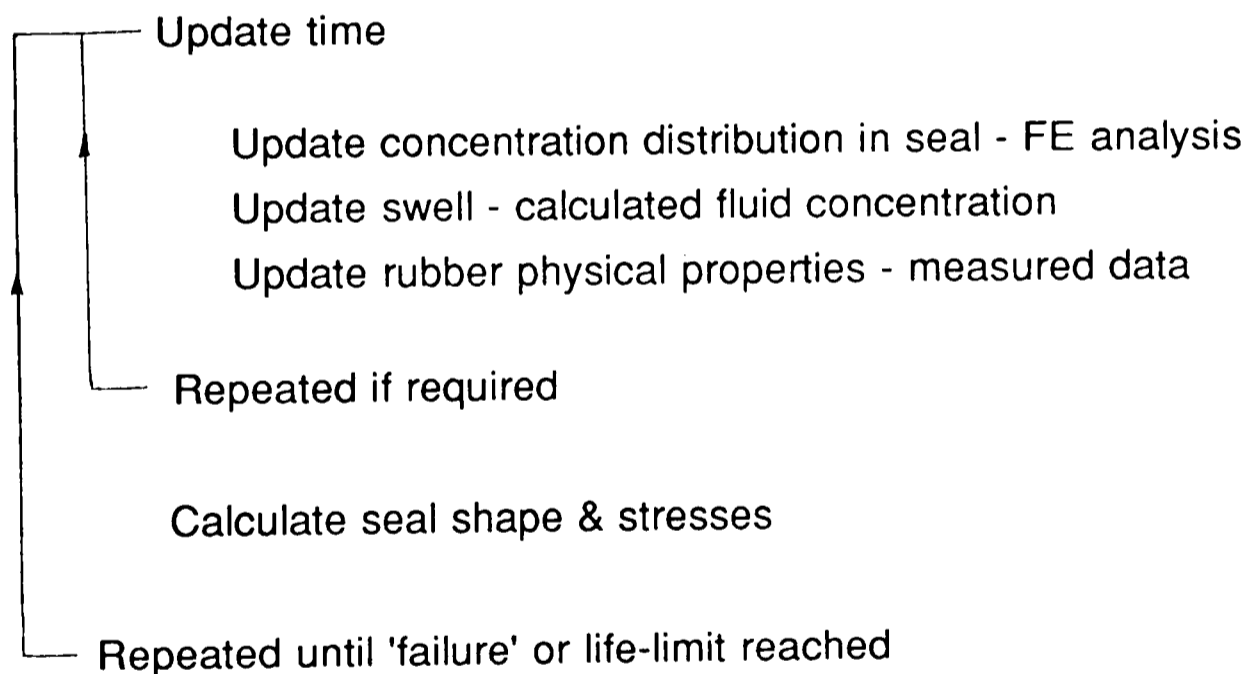 Update time
Update concentration distribution in seal - FE analysis
Update swell - calculated fluid concentration
Update rubber physical properties - measured data
Repeated if required
Calculate seal shape & stresses
Repeated until 'failure' or life-limit reached